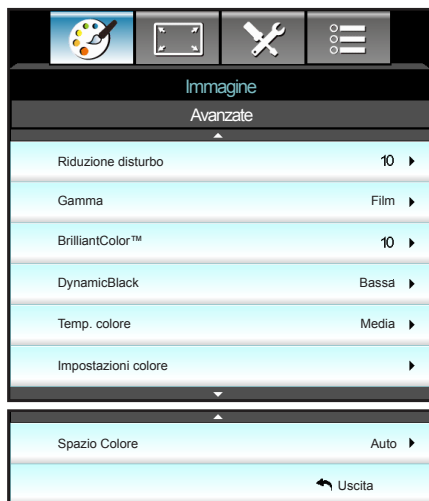 Immagine
Avanzate
Riduzione disturbo 10
Gamma Film
BrilliantColor™ 10
DynamicBlack Bassa
Temp. colore Media
Impostazioni colore
Spazio Colore Auto
Uscita